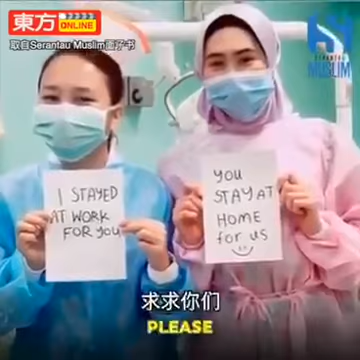 東方
ONLINE
取自Serantau Muslim面子书
SERANTAU
MUSLIM
I STAYED
AT WORK
FOR YOU
YOU
STAY AT
HOME
for us
求求你们
PLEASE